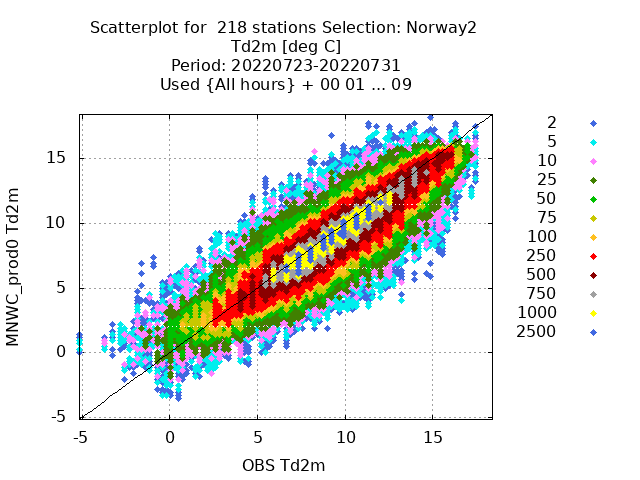 Scatterplot for  218 stations Selection: Norway2
Td2m [deg C]
Period: 20220723-20220731
Used {All hours} + 00 01 ... 09
2
5
10
25
50
75
100
250
500
750
1000
2500
MNWC_prod0 Td2m
15
10
5
0
-5
-5 0 5 10 15
OBS Td2m